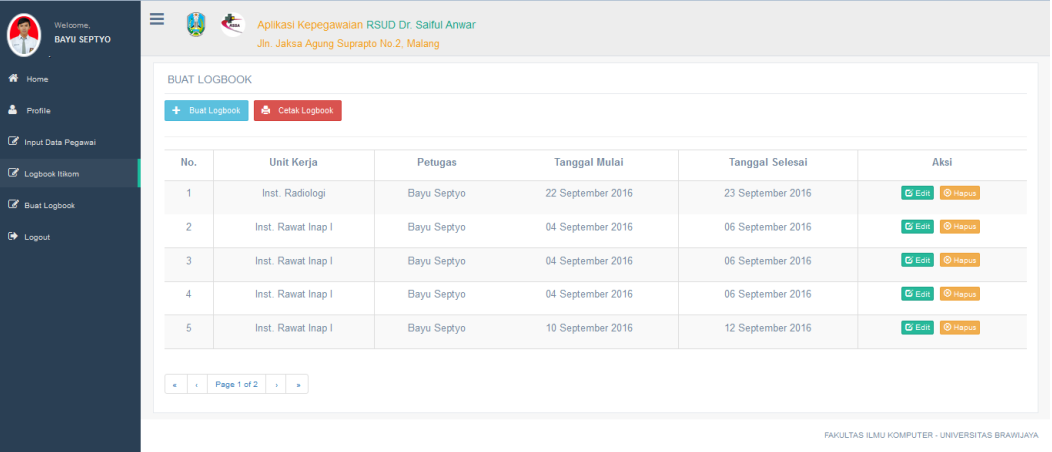 Welcome,
BAYU SEPTYO
Home
Profile
Input Data Pegawai
Logbook Itikom
Buat Logbook
Logout
Aplikasi Kepegawaian RSUD Dr. Saiful Anwar
Jln. Jaksa Agung Suprapto No.2, Malang
BUAT LOGBOOK
Buat Logbook Cetak Logbook
No. Unit Kerja Petugas Tanggal Mulai Tanggal Selesai Aksi
1 Inst. Radiologi Bayu Septyo 22 September 2016 23 September 2016 Edit Hapus
2 Inst. Rawat Inap I Bayu Septyo 04 September 2016 06 September 2016 Edit Hapus
3 Inst. Rawat Inap I Bayu Septyo 04 September 2016 06 September 2016 Edit Hapus
4 Inst. Rawat Inap I Bayu Septyo 04 September 2016 06 September 2016 Edit Hapus
5 Inst. Rawat Inap I Bayu Septyo 10 September 2016 12 September 2016 Edit Hapus
« ‹ Page 1 of 2 › »
FAKULTAS ILMU KOMPUTER - UNIVERSITAS BRAWIJAYA